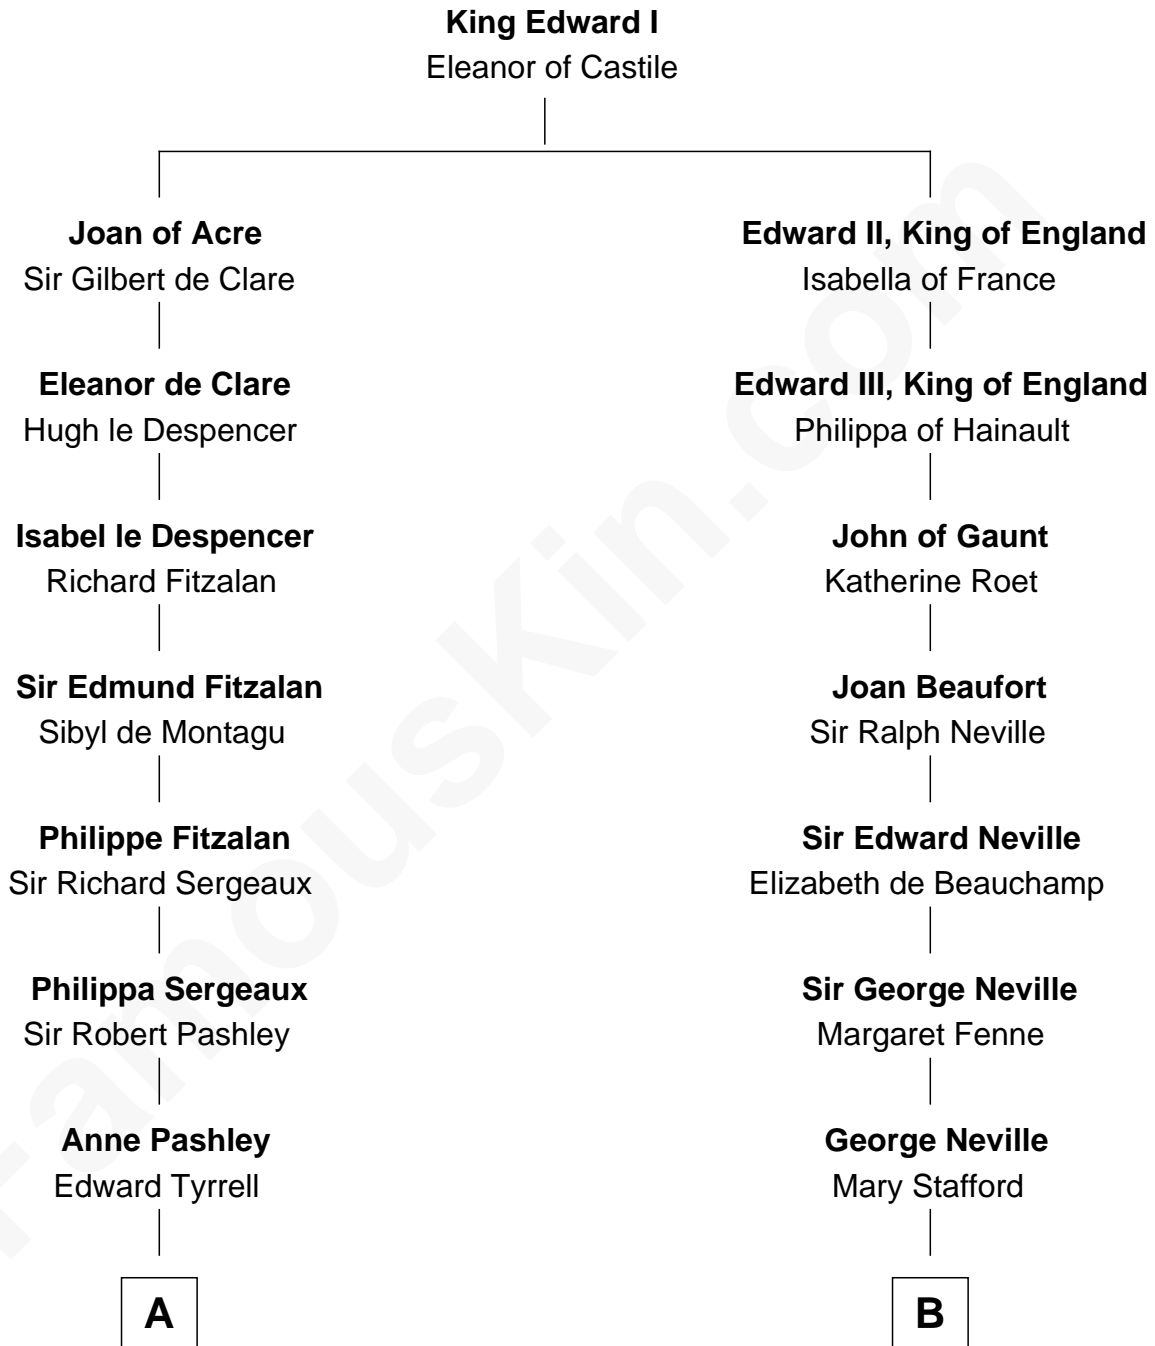 King Edward I
Eleanor of Castile
Joan of Acre
Sir Gilbert de Clare
Edward II, King of England
Isabella of France
Eleanor de Clare
Hugh le Despencer
Edward III, King of England
Philippa of Hainault
Isabel le Despencer
Richard Fitzalan
John of Gaunt
Katherine Roet
Sir Edmund Fitzalan
Sibyl de Montagu
Joan Beaufort
Sir Ralph Neville
Philippe Fitzalan
Sir Richard Sergeaux
Sir Edward Neville
Elizabeth de Beauchamp
Philippa Sergeaux
Sir Robert Pashley
Sir George Neville
Margaret Fenne
Anne Pashley
Edward Tyrrell
George Neville
Mary Stafford
A
B
FamousKin.com